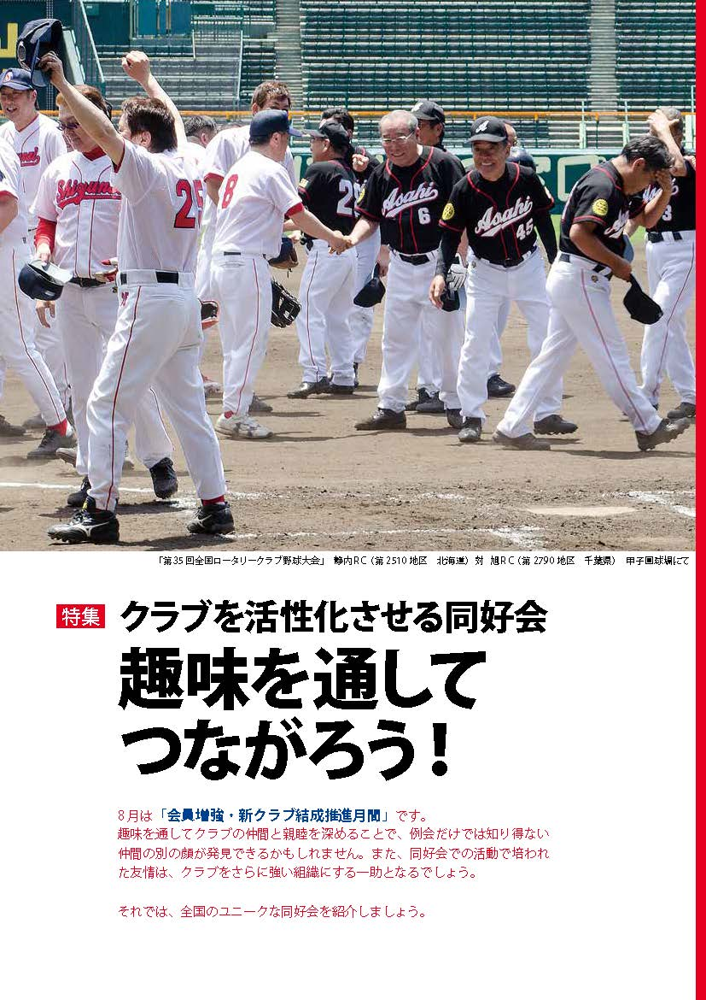 Shizunai
25
8
2
Asahi
6
Asahi
45
3
「第35回全国ロータリークラブ野球大会」 静内RC（第2510地区　北海道）対　旭RC（第2790地区　千葉県）　甲子園球場にて
特集 クラブを活性化させる同好会
趣味を通して
つながろう！
8月は「会員増強・新クラブ結成推進月間」です。
趣味を通してクラブの仲間と親睦を深めることで、例会だけでは知り得ない
仲間の別の顔が発見できるかもしれません。また、同好会での活動で培われ
た友情は、クラブをさらに強い組織にする一助となるでしょう。
それでは、全国のユニークな同好会を紹介しましょう。